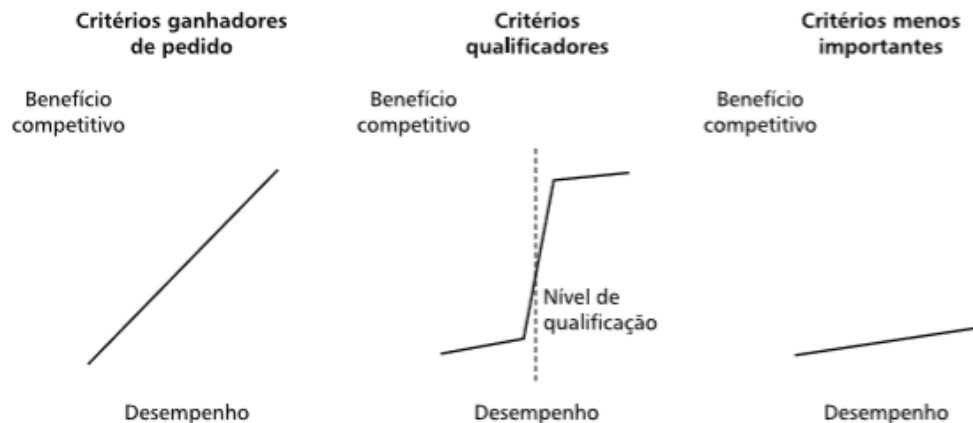 Critérios ganhadores
de pedido
Benefício
competitivo
Desempenho
Critérios
qualificadores
Benefício
competitivo
Nível de
qualificação
Desempenho
Critérios menos
importantes
Benefício
competitivo
Desempenho